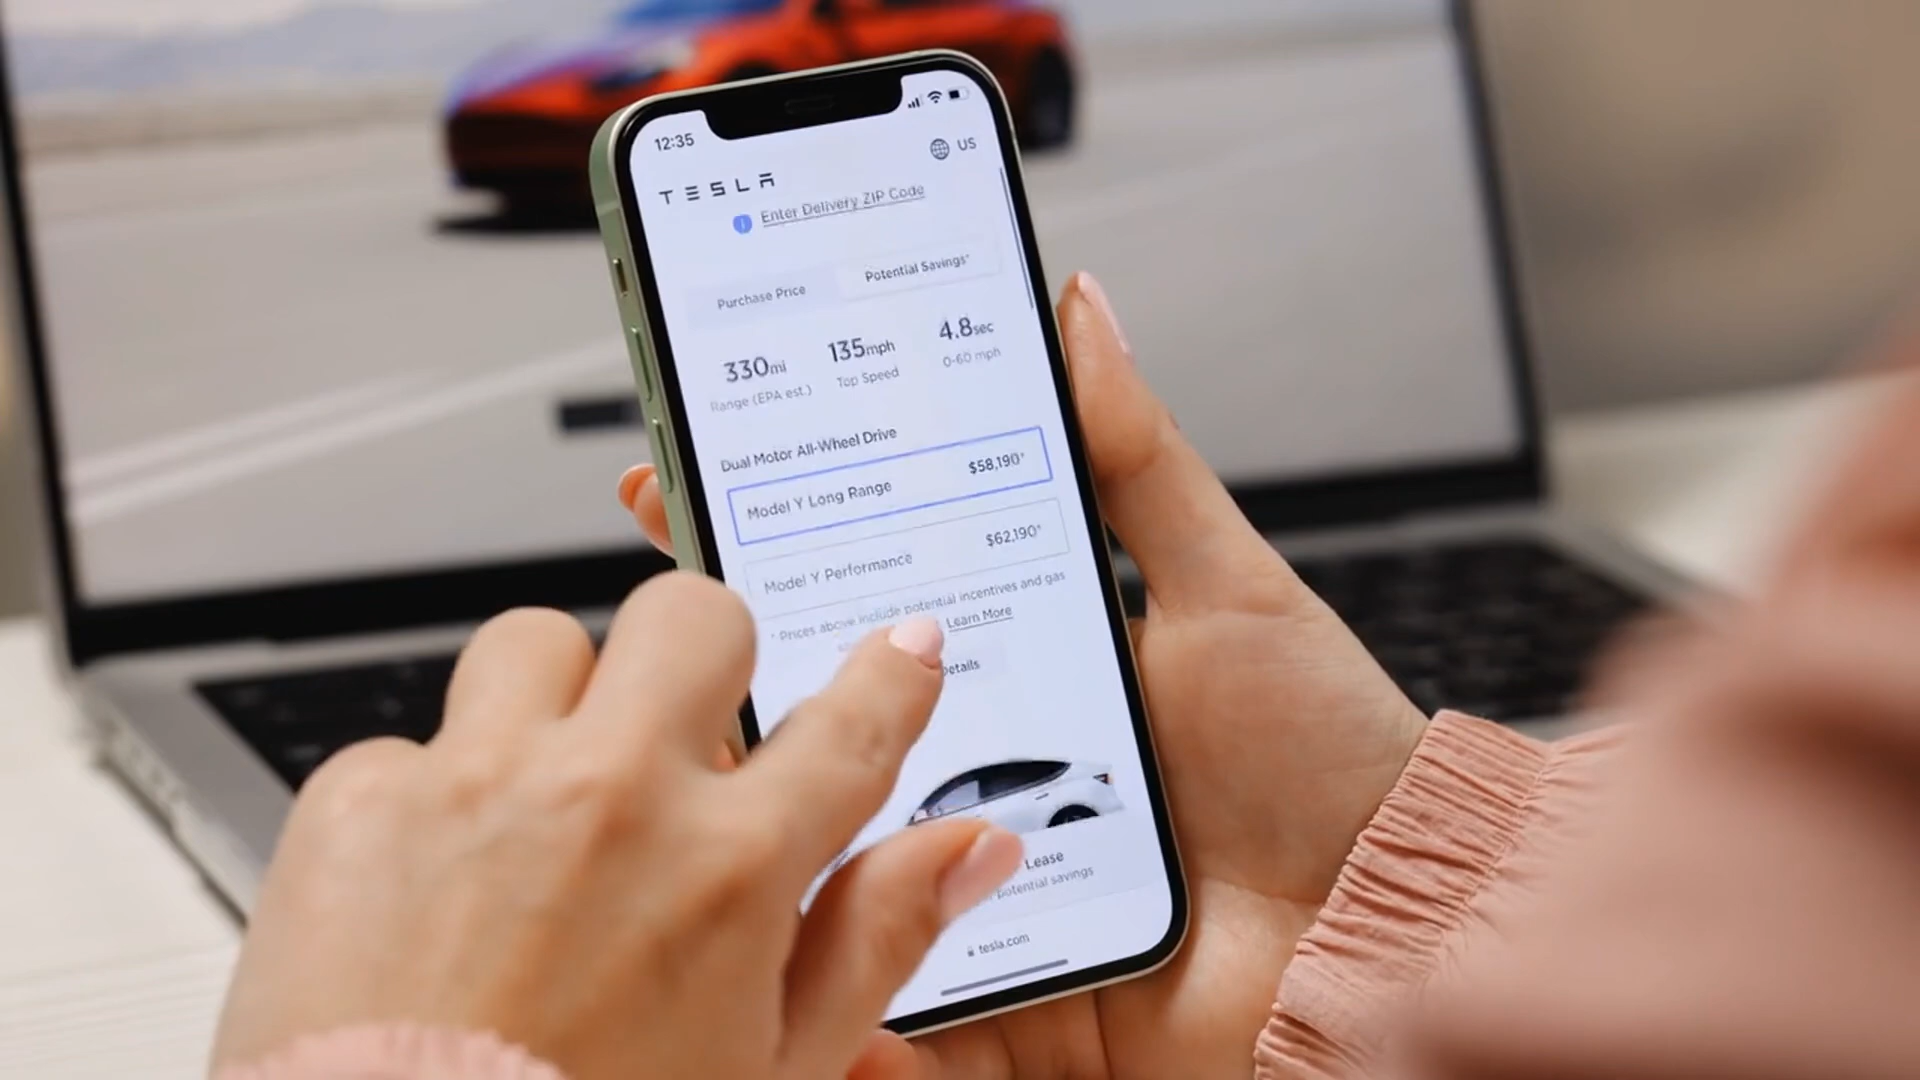 12:35
US
TESLA
Enter Delivery ZIP Code
Purchase Price
Potential Savings*
330mi
135mph
4.8sec
Range (EPA est.)
Top Speed
0-60 mph
Dual Motor All-Wheel Drive
Model Y Long Range $58,190*
Model Y Performance $62,190*
* Prices above include potential incentives and gas
Learn More
Details
Lease
potential savings
tesla.com